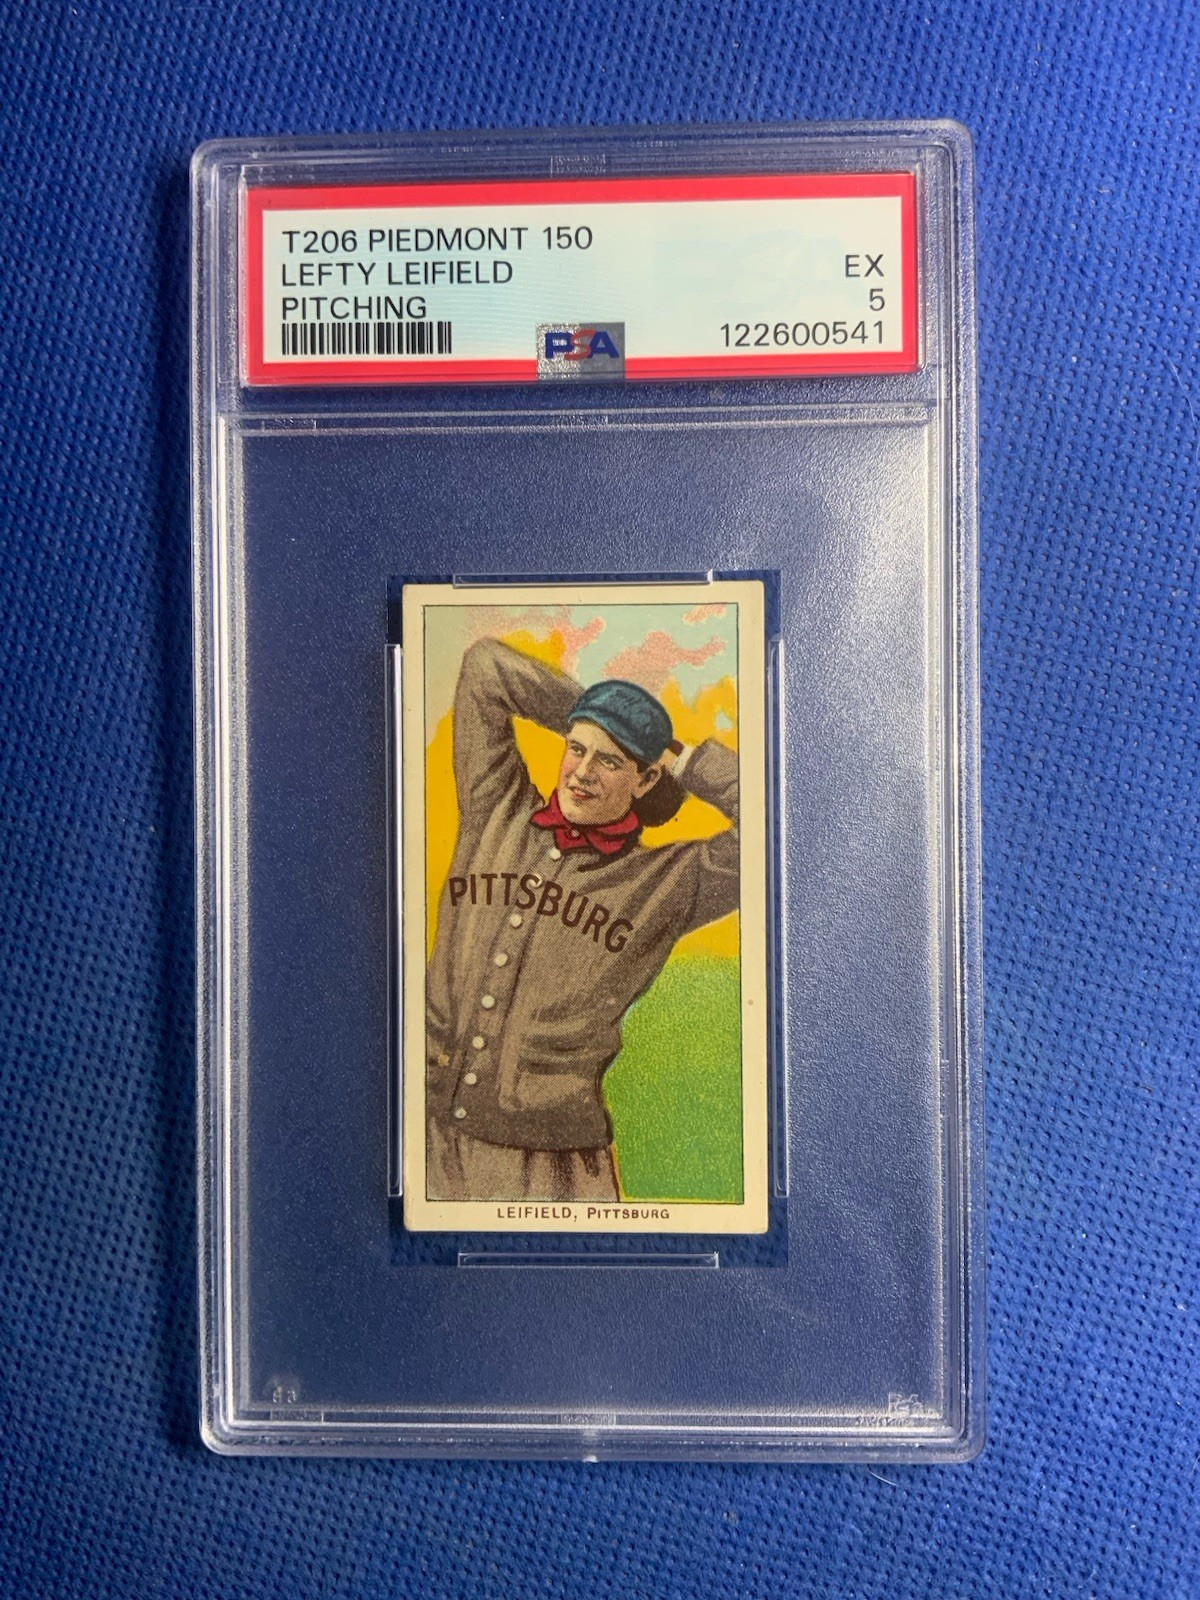 T206 PIEDMONT 150
LEFTY LEIFIELD
EX
PITCHING
5
122600541
PSA
PITTSBURG
LEIFIELD, PITTSBURG